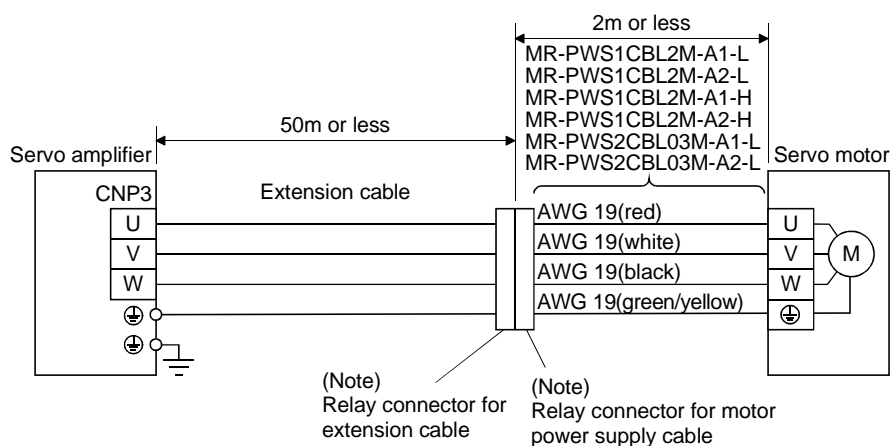 2m or less
MR-PWS1CBL2M-A1-L
MR-PWS1CBL2M-A2-L
MR-PWS1CBL2M-A1-H
MR-PWS1CBL2M-A2-H
MR-PWS2CBL03M-A1-L
MR-PWS2CBL03M-A2-L
50m or less
Servo amplifier
Servo motor
CNP3
Extension cable
U
V
W
AWG 19(red)
AWG 19(white)
AWG 19(black)
AWG 19(green/yellow)
U
V
W
M
(Note)
Relay connector for
extension cable
(Note)
Relay connector for motor
power supply cable